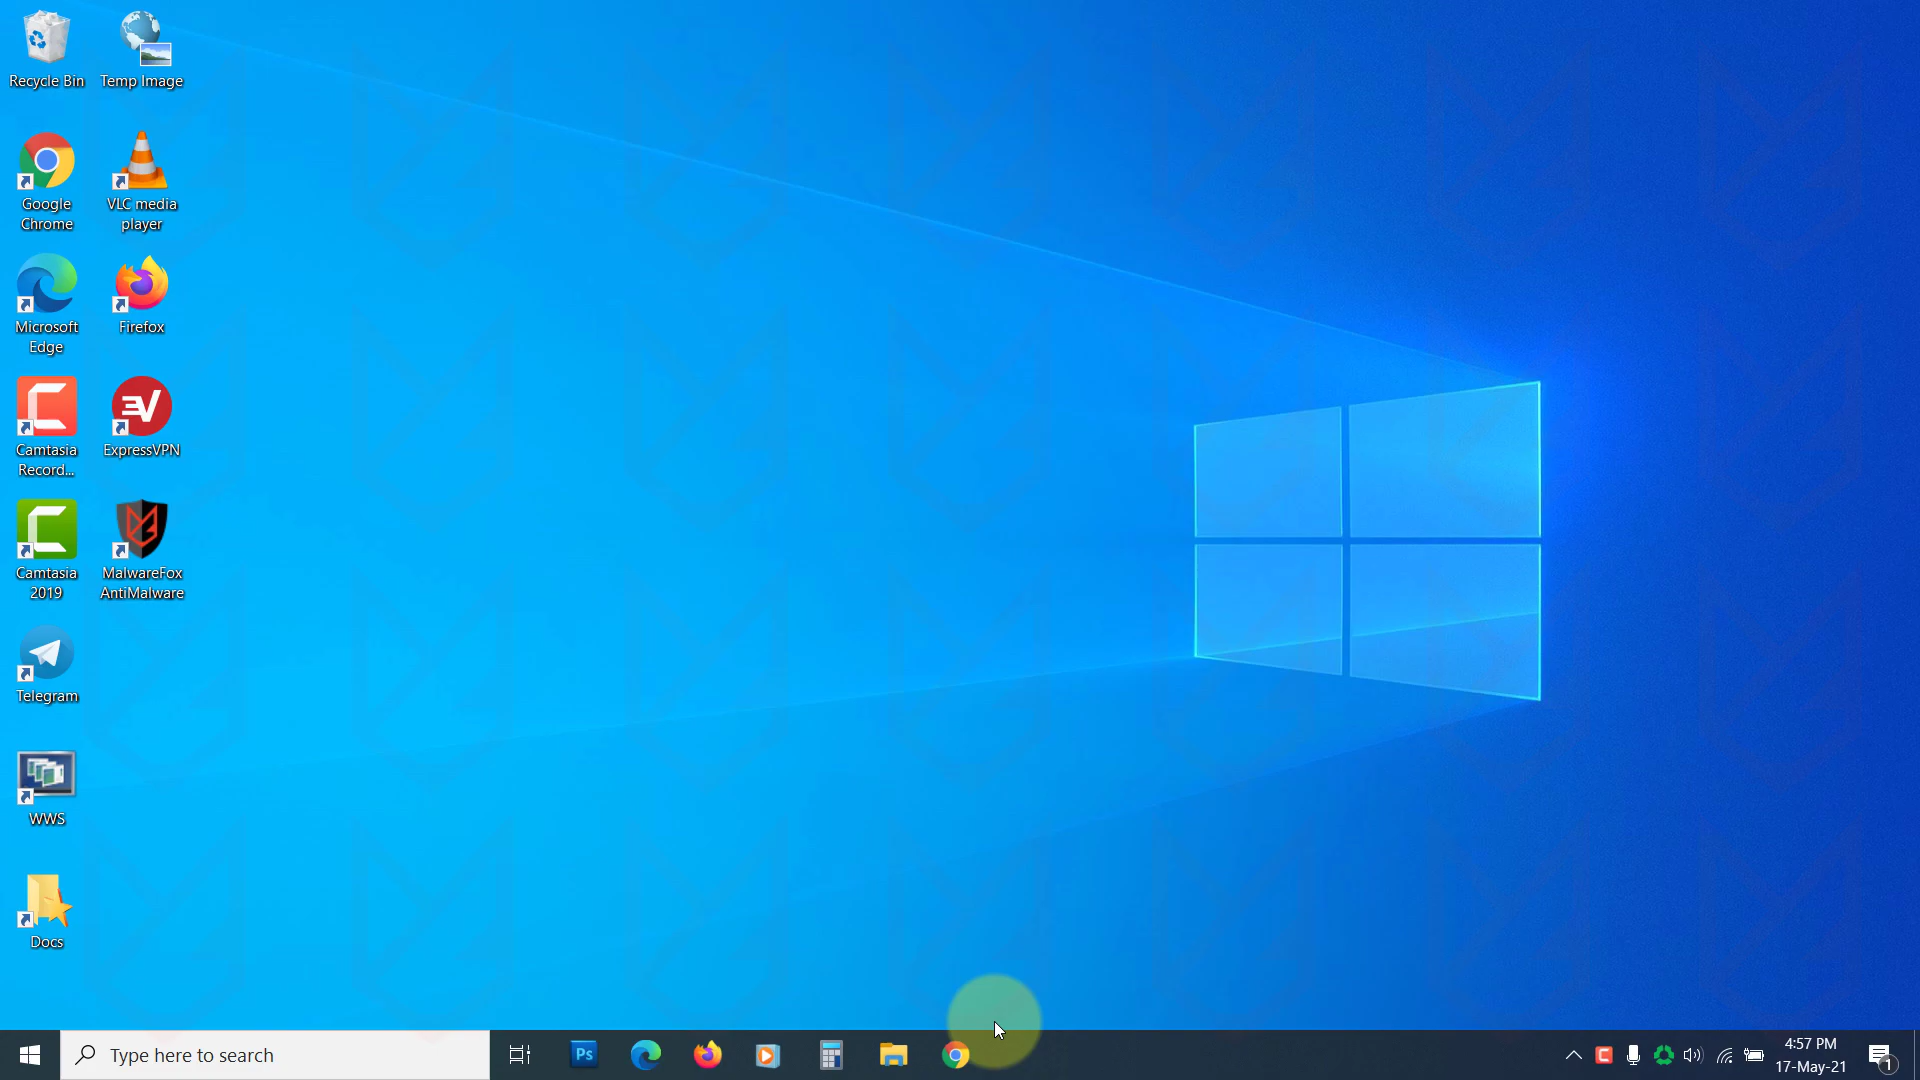 Recycle Bin
Temp Image
Google
Chrome
VLC media
player
Microsoft
Edge
Firefox
Camtasia
Record...
ExpressVPN
Camtasia
2019
MalwareFox
AntiMalware
Telegram
WWS
Docs
Type here to search
Ps
4:57 PM
17-May-21
1